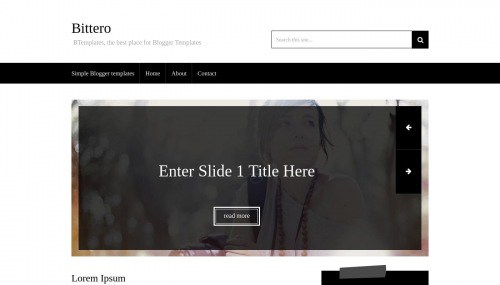 Bittero
BTemplates, the best place for Blogger Templates
Search this site...
Simple Blogger templates
Home
About
Contact
Enter Slide 1 Title Here
read more
Lorem Ipsum